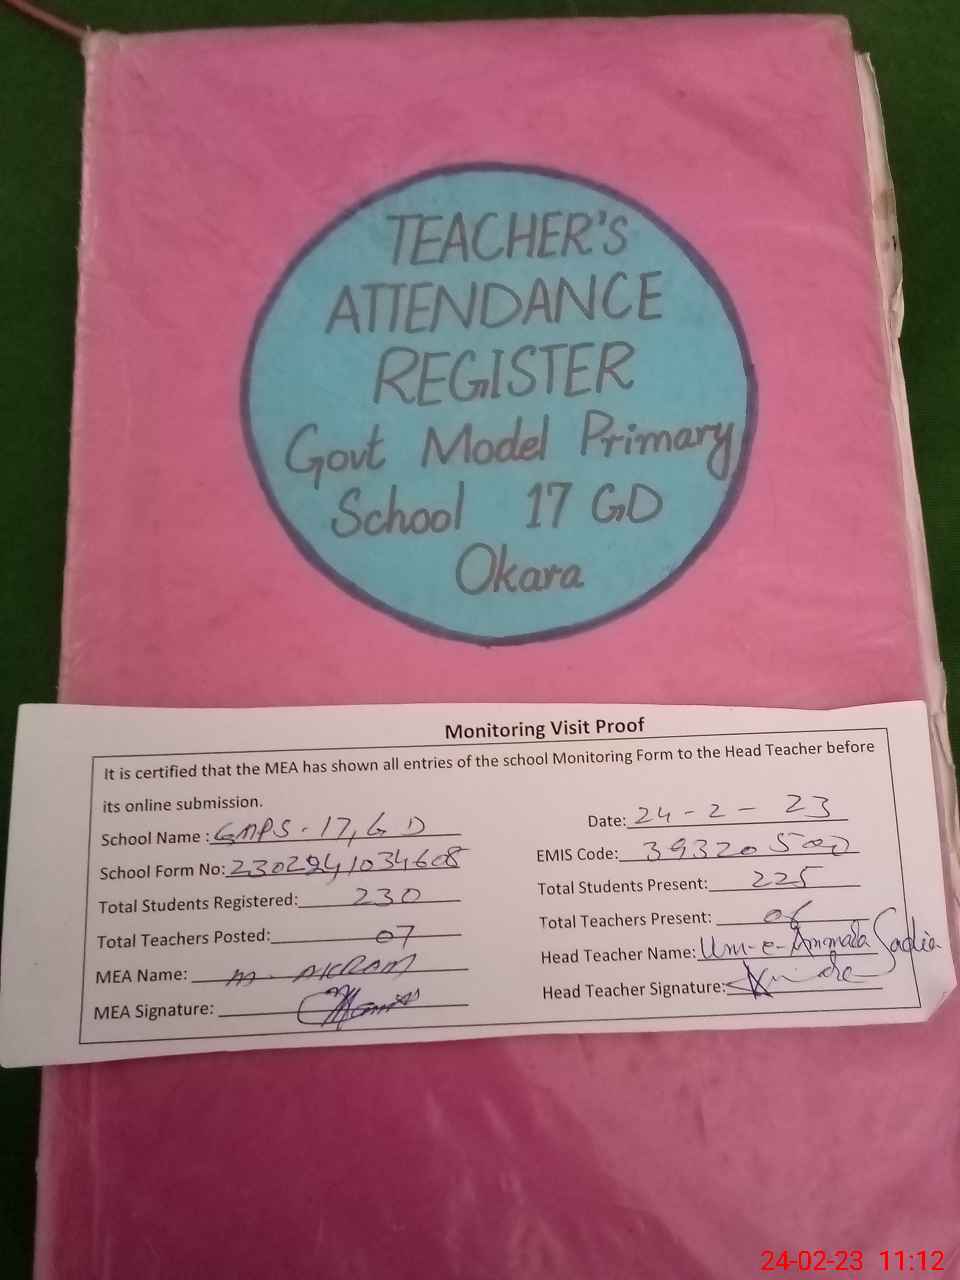 TEACHER'S
ATTENDANCE
REGISTER
Govt Model Primary
School 17 GD
Okara
Monitoring Visit Proof
It is certified that the MEA has shown all entries of the school Monitoring Form to the Head Teacher before
its online submission.
School Name : GMPS-17, G D
Date: 24-2-23
School Form No:
EMIS Code: 39320500
Total Students Registered: 230
Total Students Present: 225
Total Teachers Posted: 07
Total Teachers Present: 06
MEA Name: M. AKRAM
Head Teacher Name: Um-e-Ammara
MEA Signature:
Head Teacher Signature:
24-02-23 11:12